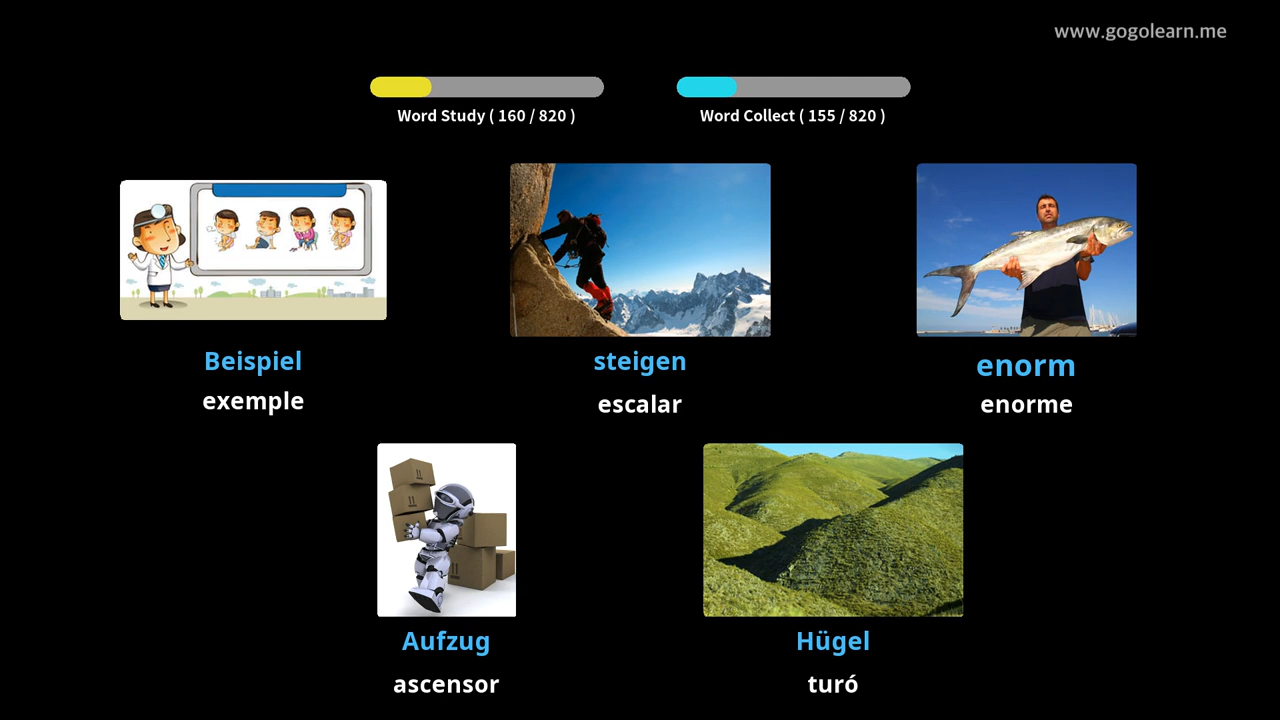 www.gogolearn.me
Word Study ( 160 / 820 )
Word Collect ( 155 / 820 )
Beispiel
exemple
steigen
escalar
enorm
enorme
Aufzug
ascensor
Hügel
turó